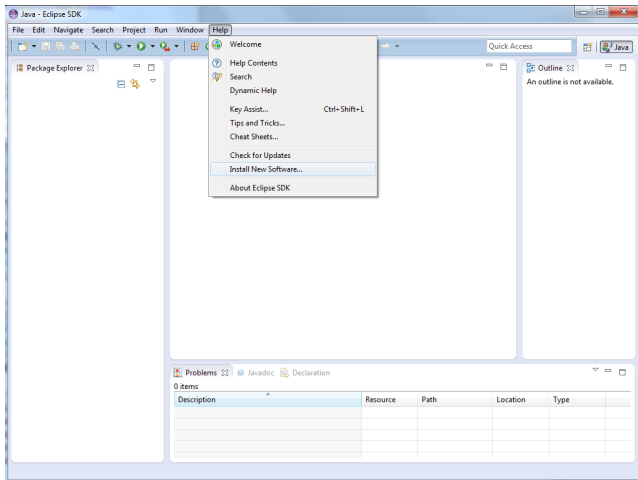 Java - Eclipse SDK
File Edit Navigate Search Project Run Window Help
Quick Access Java
Package Explorer
Outline
An outline is not available.
Welcome
Help Contents
Search
Dynamic Help
Key Assist... Ctrl+Shift+L
Tips and Tricks...
Cheat Sheets...
Check for Updates
Install New Software...
About Eclipse SDK
Problems @ Javadoc Declaration
0 items
Description Resource Path Location Type